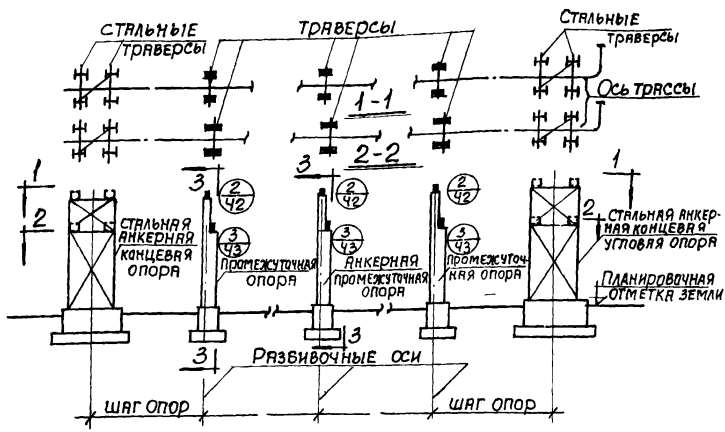 СТАЛЬНЫЕ
ТРАВЕРСЫ
ТРАВЕРСЫ
СТАЛЬНЫЕ
ТРАВЕРСЫ
ОСЬ ТРАССЫ
1-1
2-2
3
3
1
1
2
2
2
42
2
42
2
42
3
43
3
43
3
43
СТАЛЬНАЯ
АНКЕРНАЯ
КОНЦЕВАЯ
ОПОРА
ПРОМЕЖУТОЧНАЯ
ОПОРА
АНКЕРНАЯ
ПРОМЕЖУТОЧНАЯ
ОПОРА
ПРОМЕЖУТОЧ-
НАЯ ОПОРА
СТАЛЬНАЯ АНКЕР-
НАЯ КОНЦЕВАЯ
УГЛОВАЯ ОПОРА
ПЛАНИРОВОЧНАЯ
ОТМЕТКА ЗЕМЛИ
3
3
РАЗБИВОЧНЫЕ ОСИ
ШАГ ОПОР
ШАГ ОПОР